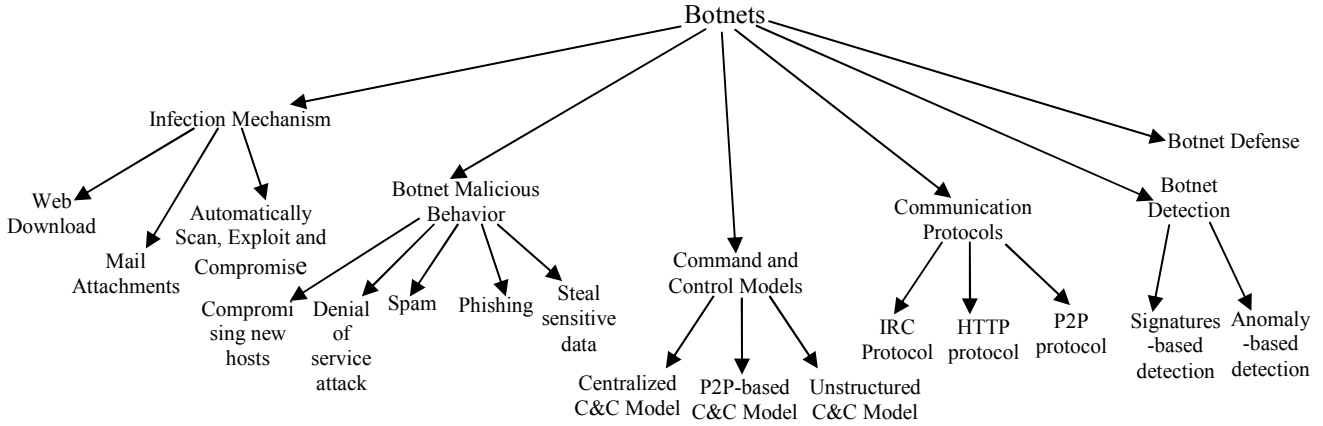 Botnets
Infection Mechanism
Web
Download
Mail
Attachments
Automatically
Scan, Exploit and
Compromise
Botnet Malicious
Behavior
Compromi
sing new
hosts
Denial
of
service
attack
Spam
Phishing
Steal
sensitive
data
Command and
Control Models
Centralized
C&C Model
P2P-based
C&C Model
Unstructured
C&C Model
Communication
Protocols
IRC
Protocol
HTTP
protocol
P2P
protocol
Botnet
Detection
Signatures
-based
detection
Anomaly
-based
detection
Botnet Defense